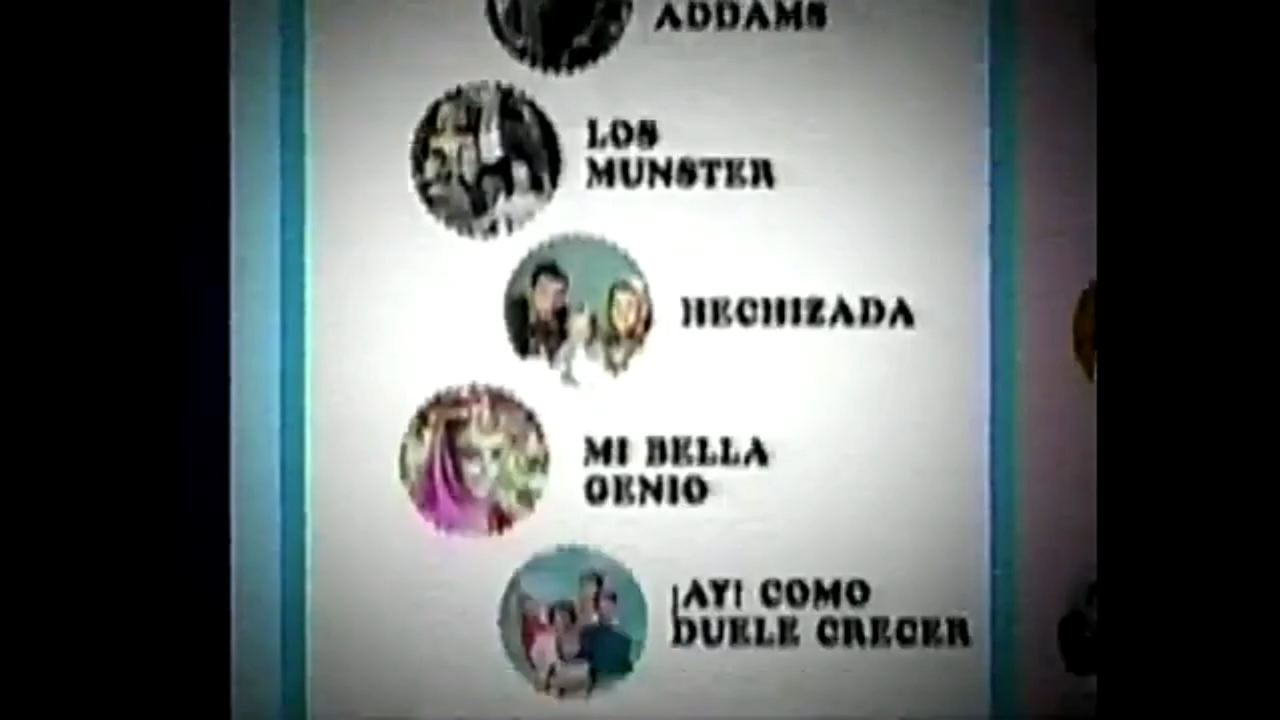 ADDAMS
LOS
MUNSTER
HECHIZADA
MI BELLA
GENIO
¡AY! COMO
DUELE CRECER